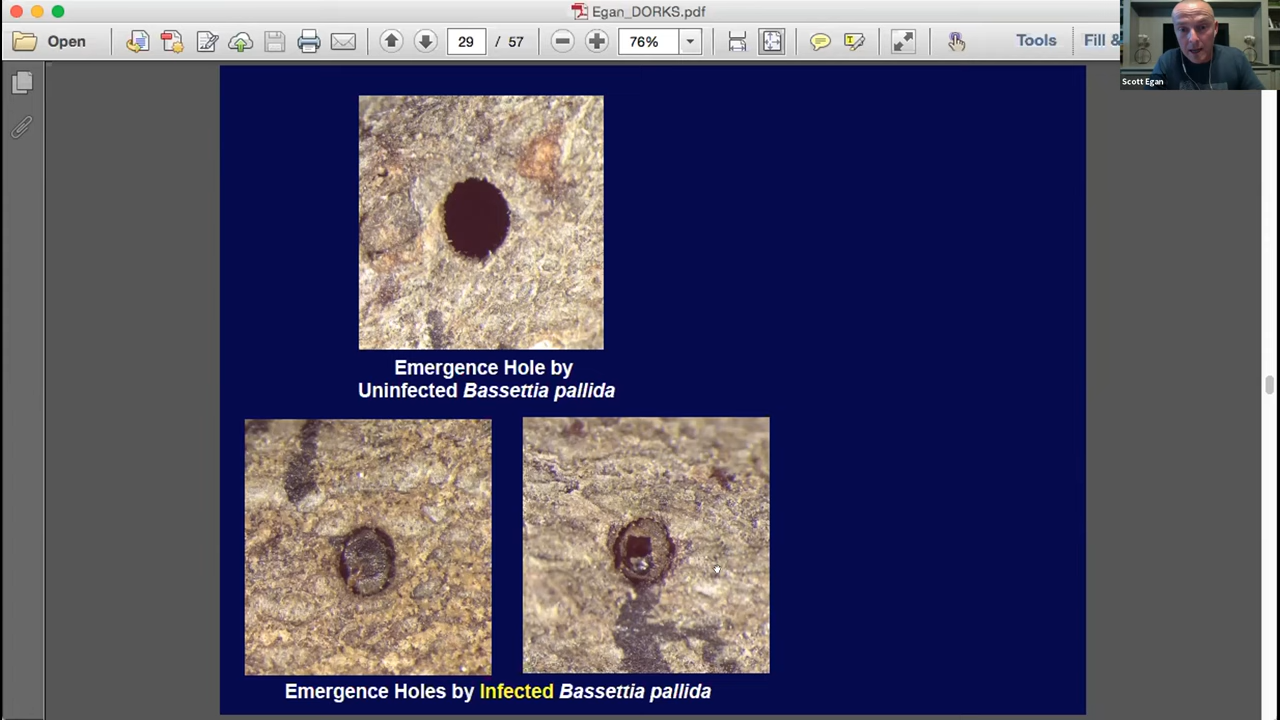 Egan_DORKS.pdf
Open
29 / 57
76%
Tools
Fill &
Scott Egan
Emergence Hole by
Uninfected Bassettia pallida
Emergence Holes by Infected Bassettia pallida